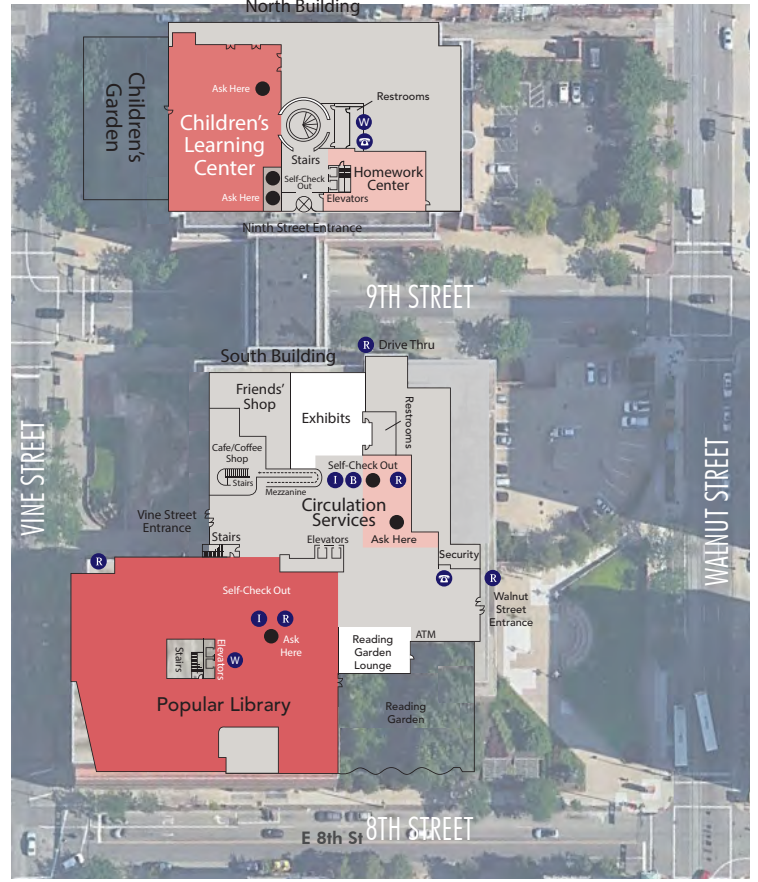 North Building
Children's
Garden
Ask Here
Restrooms
Children's
Learning
Center
W
Stairs
Self-Check
Out
Homework
Center
Ask Here
Elevators
Ninth Street Entrance
9TH STREET
R
Drive Thru
South Building
Friends'
Shop
Exhibits
Restrooms
Cafe/Coffee
Shop
Stairs
Mezzanine
Self-Check Out
I B R
Circulation
Services
Ask Here
VINE STREET
WALNUT STREET
Vine Street
Entrance
Stairs
Elevators
Security
R
R
Walnut
Street
Entrance
Self-Check Out
I R
Ask
Here
Stairs
Elevators
W
ATM
Reading
Garden
Lounge
Popular Library
Reading
Garden
E 8th St
8TH STREET